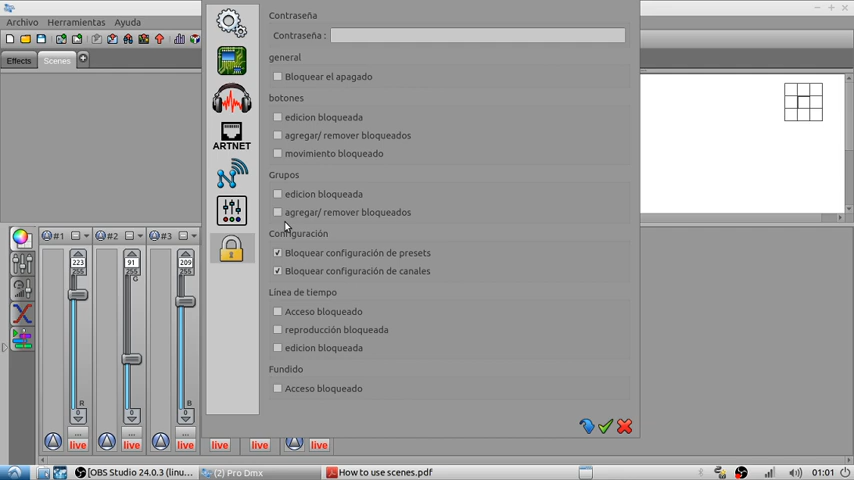 Archivo Herramientas Ayuda
Effects Scenes
Contraseña
Contraseña :
general
Bloquear el apagado
botones
edicion bloqueada
agregar/ remover bloqueados
movimiento bloqueado
Grupos
edicion bloqueada
agregar/ remover bloqueados
Configuración
Bloquear configuración de presets
Bloquear configuración de canales
Línea de tiempo
Acceso bloqueado
reproducción bloqueada
edicion bloqueada
Fundido
Acceso bloqueado
ARTNET
#1 #2 #3
223 91 209
255 255 255
G
R B
0 0 0
... ... ...
live live live live live live
[OBS Studio 24.0.3 (linu... (2) Pro Dmx How to use scenes.pdf 01:01